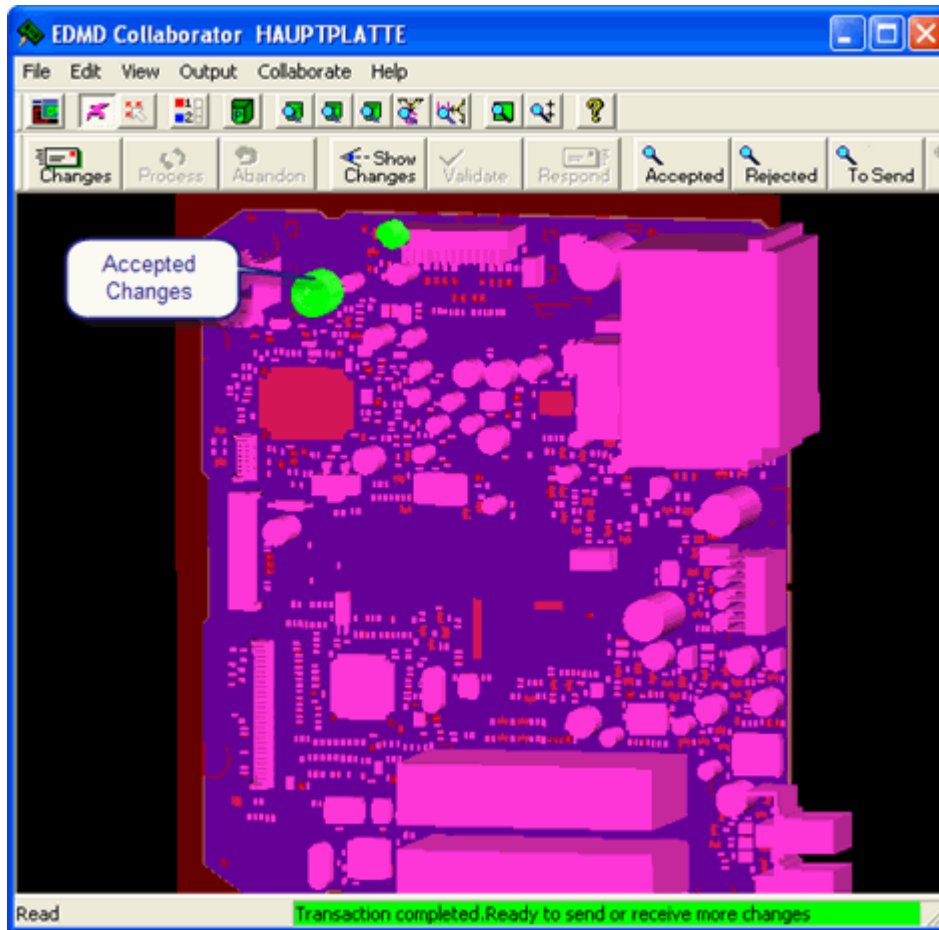 EDMD Collaborator HAUPTPLATTE
File Edit View Output Collaborate Help
Changes Process Abandon Show Changes Validate Respond Accepted Rejected To Send
Accepted
Changes
Read Transaction completed.Ready to send or receive more changes